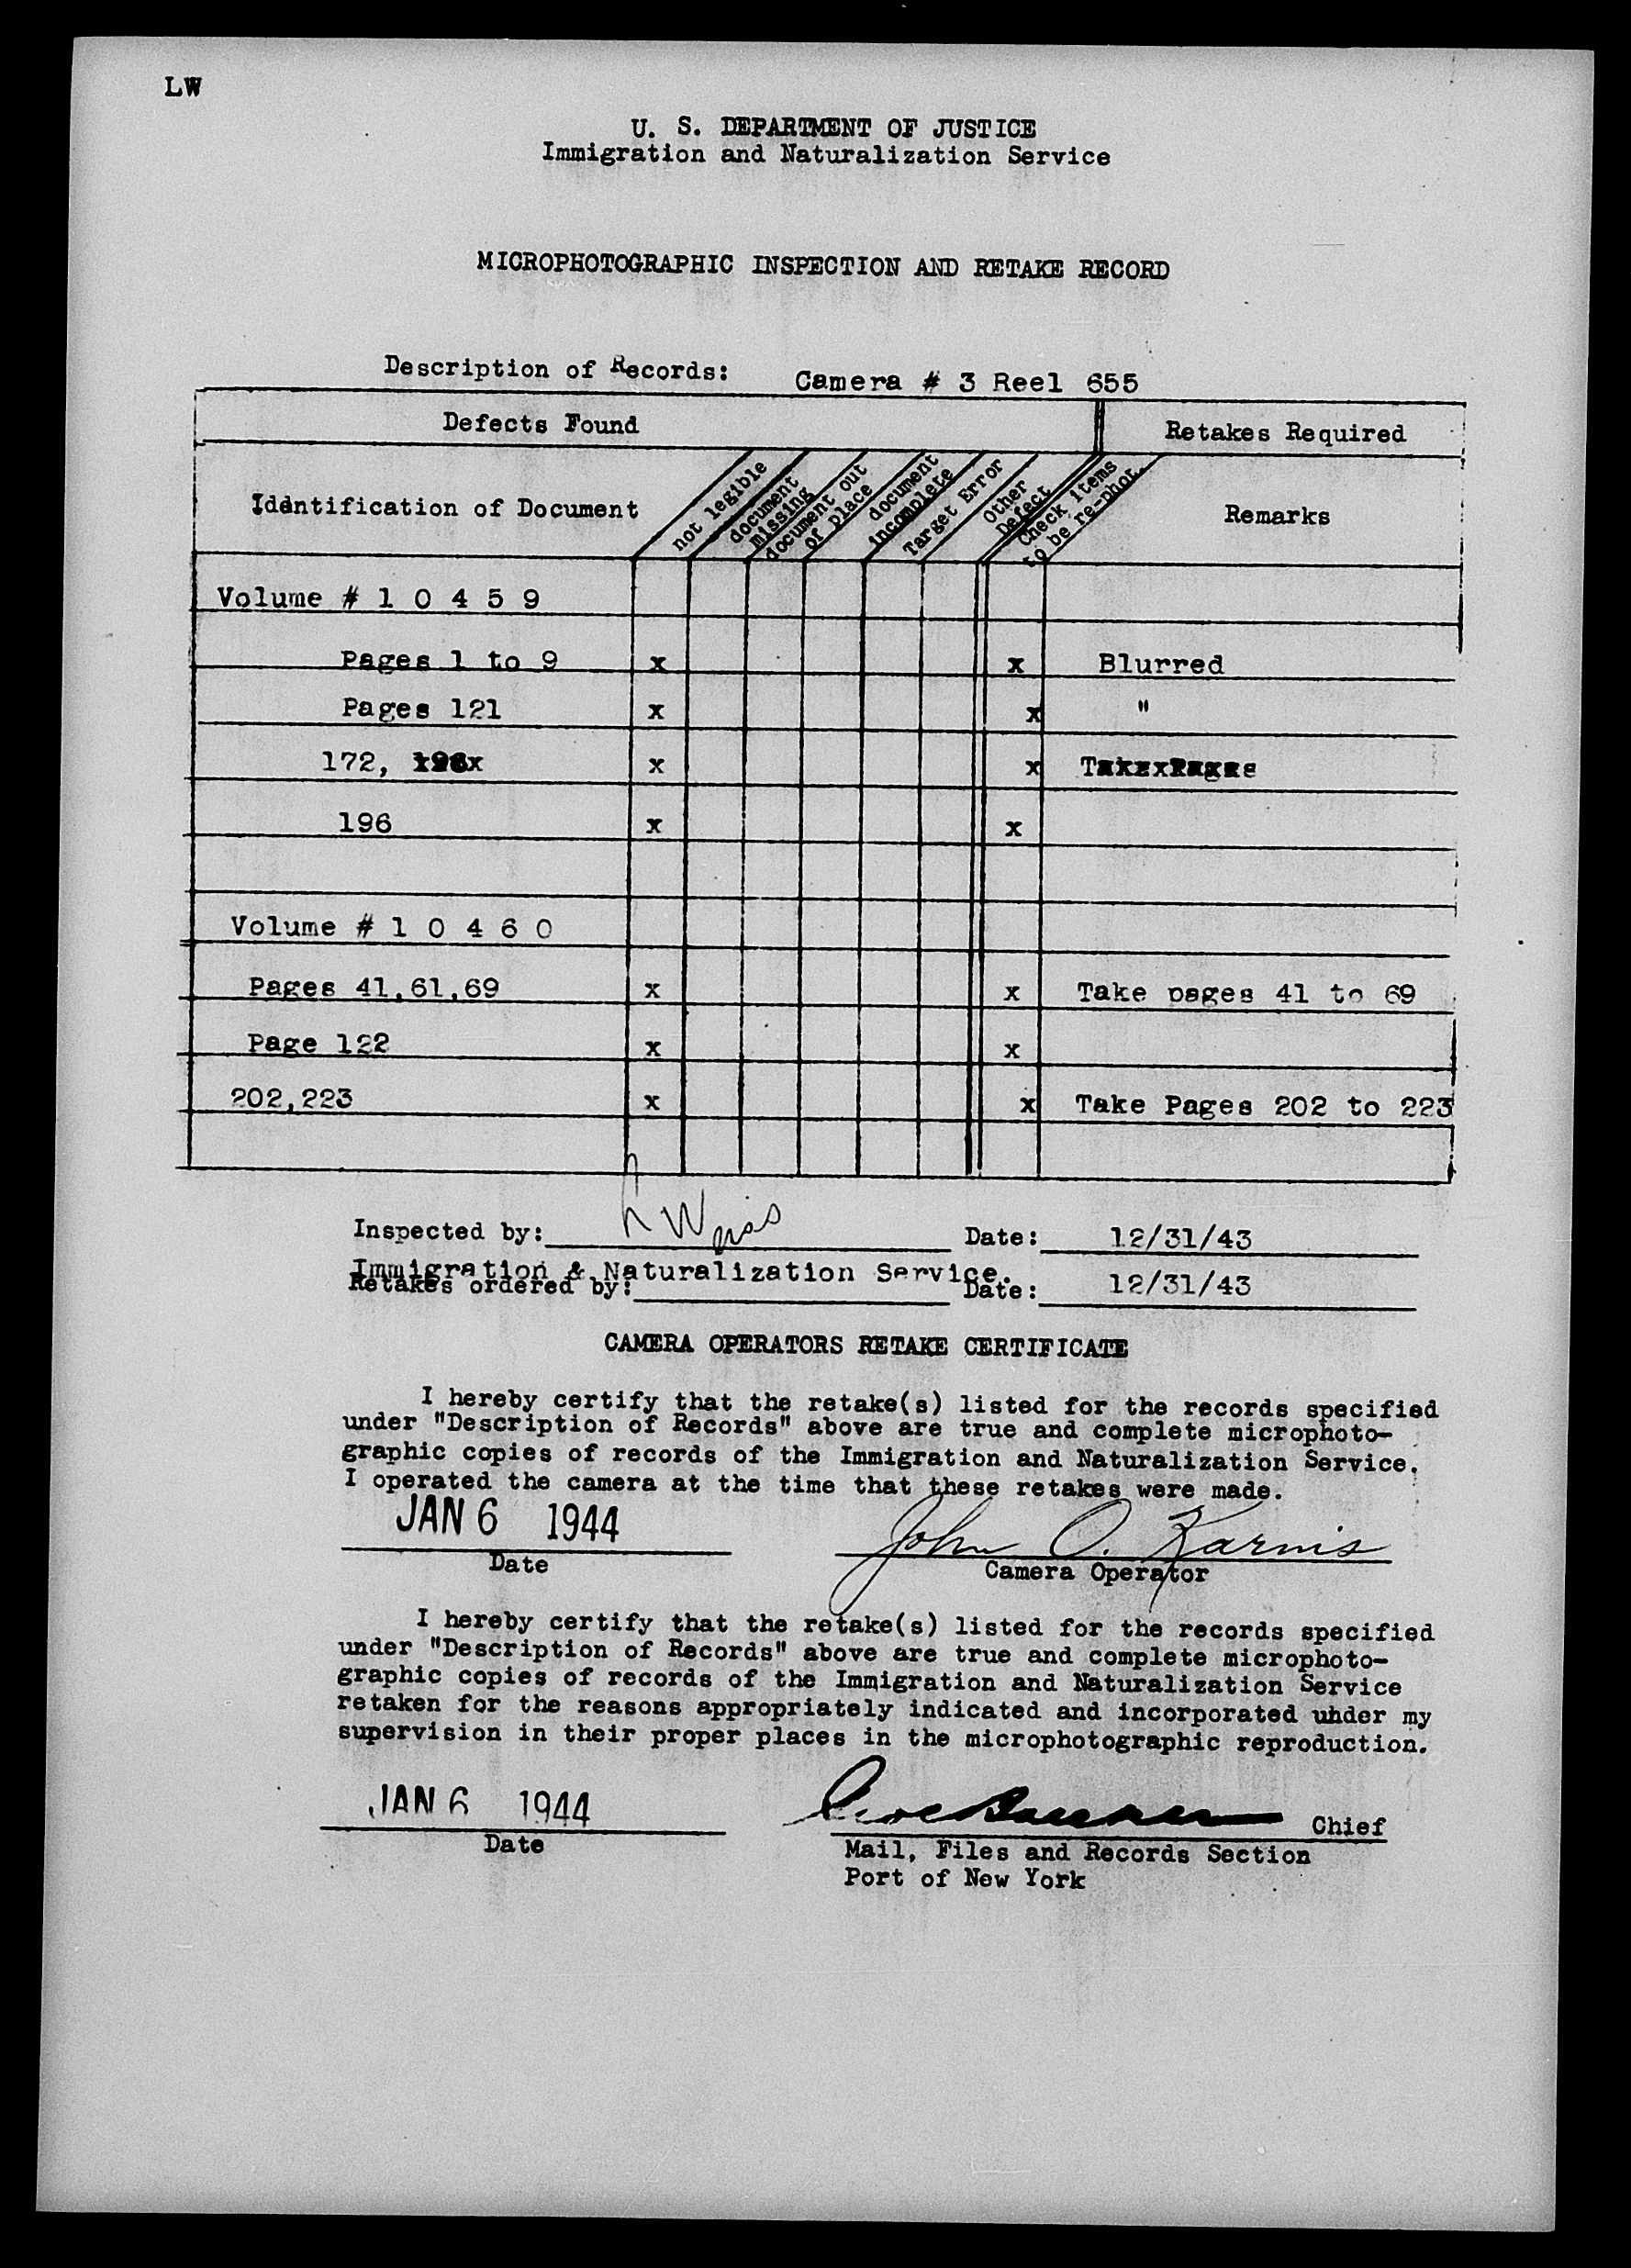 LW
U. S. DEPARTMENT OF JUSTICE
Immigration and Naturalization Service
MICROPHOTOGRAPHIC INSPECTION AND RETAKE RECORD
Description of Records: Camera # 3 Reel 655
Defects Found Retakes Required
Identification of Document not legible document missing document out of place document incomplete Target Error Other Defect Check items to be re-phot. Remarks
Volume # 1 0 4 5 9
Pages 1 to 9 x x Blurred
Pages 121 x x "
172, x x
196 x x
Volume # 1 0 4 6 0
Pages 41,61,69 x x Take pages 41 to 69
Page 122 x x
202,223 x x Take Pages 202 to 223
Inspected by: Weiss Date: 12/31/43
Immigration & Naturalization Service.
Retakes ordered by: Date: 12/31/43
CAMERA OPERATORS RETAKE CERTIFICATE
I hereby certify that the retake(s) listed for the records specified
under "Description of Records" above are true and complete microphoto-
graphic copies of records of the Immigration and Naturalization Service.
I operated the camera at the time that these retakes were made.
JAN 6 1944 John O. Karnis
Date Camera Operator
I hereby certify that the retake(s) listed for the records specified
under "Description of Records" above are true and complete microphoto-
graphic copies of records of the Immigration and Naturalization Service
retaken for the reasons appropriately indicated and incorporated under my
supervision in their proper places in the microphotographic reproduction.
JAN 6 1944 Chief
Date Mail, Files and Records Section
Port of New York